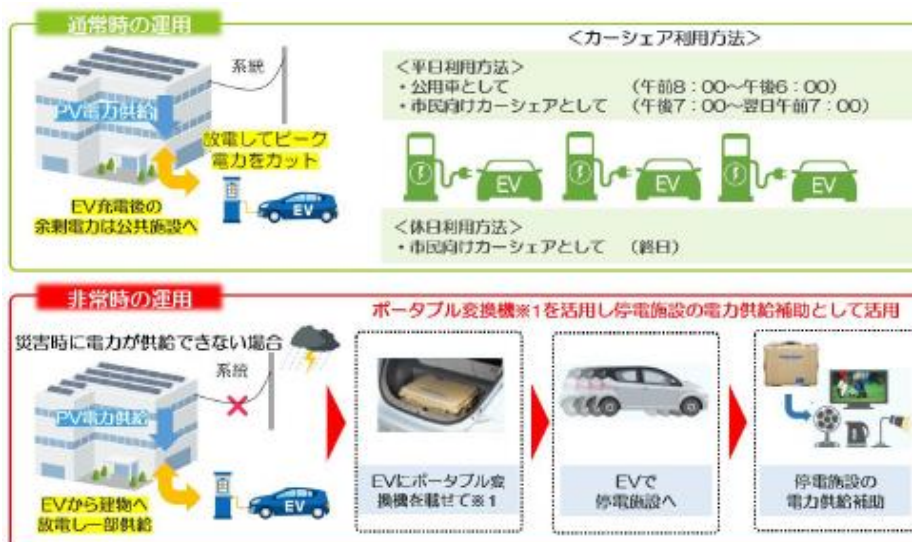 通常時の運用
系統
PV電力供給
放電してピーク
電力をカット
EV
EV充電後の
余剰電力は公共施設へ
＜カーシェア利用方法＞
＜平日利用方法＞
・公用車として （午前8：00～午後6：00）
・市民向けカーシェアとして （午後7：00～翌日午前7：00）
EV EV EV
＜休日利用方法＞
・市民向けカーシェアとして （終日）
非常時の運用
災害時に電力が供給できない場合
系統
PV電力供給
EV
EVから建物へ
放電し一部供給
ポータブル変換機※1を活用し停電施設の電力供給補助として活用
EVにポータブル変
換機を載せて※1
EVで
停電施設へ
停電施設の
電力供給補助